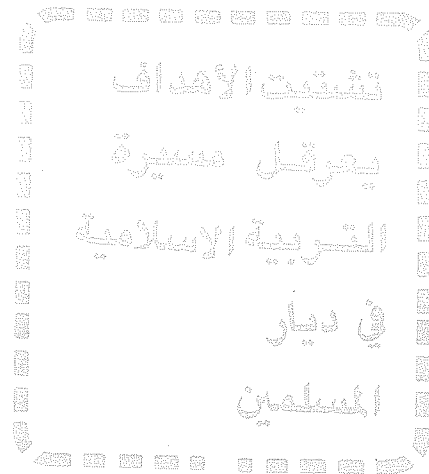 تشتيت الأهداف
يعرقل مسيرة
التربية الإسلامية
في ديار
المسلمين